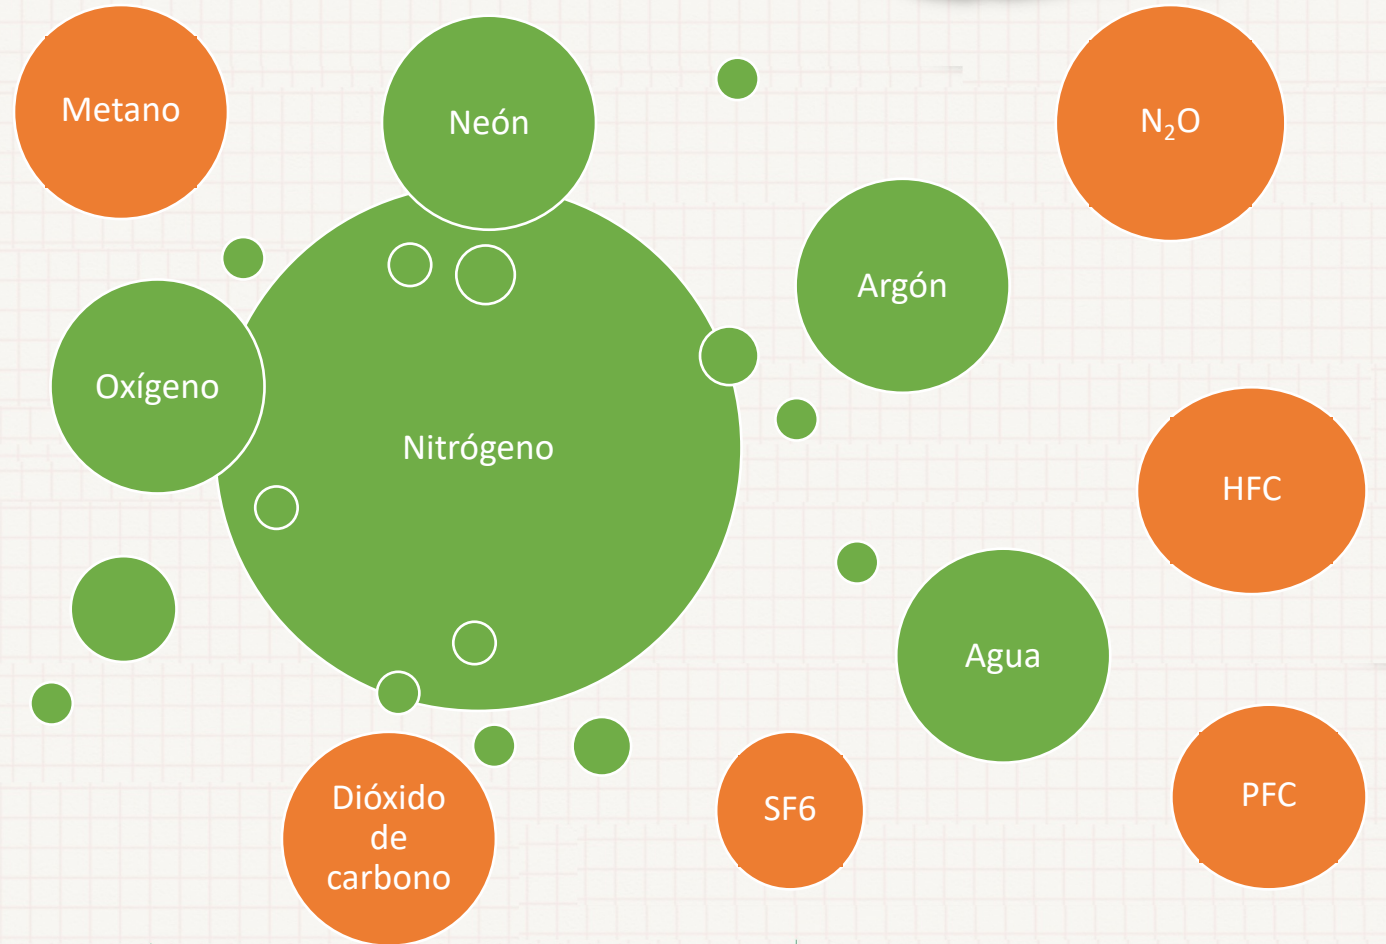 Metano
Neón
N₂O
Argón
Oxígeno
Nitrógeno
HFC
Agua
Dióxido
de
carbono
SF6
PFC